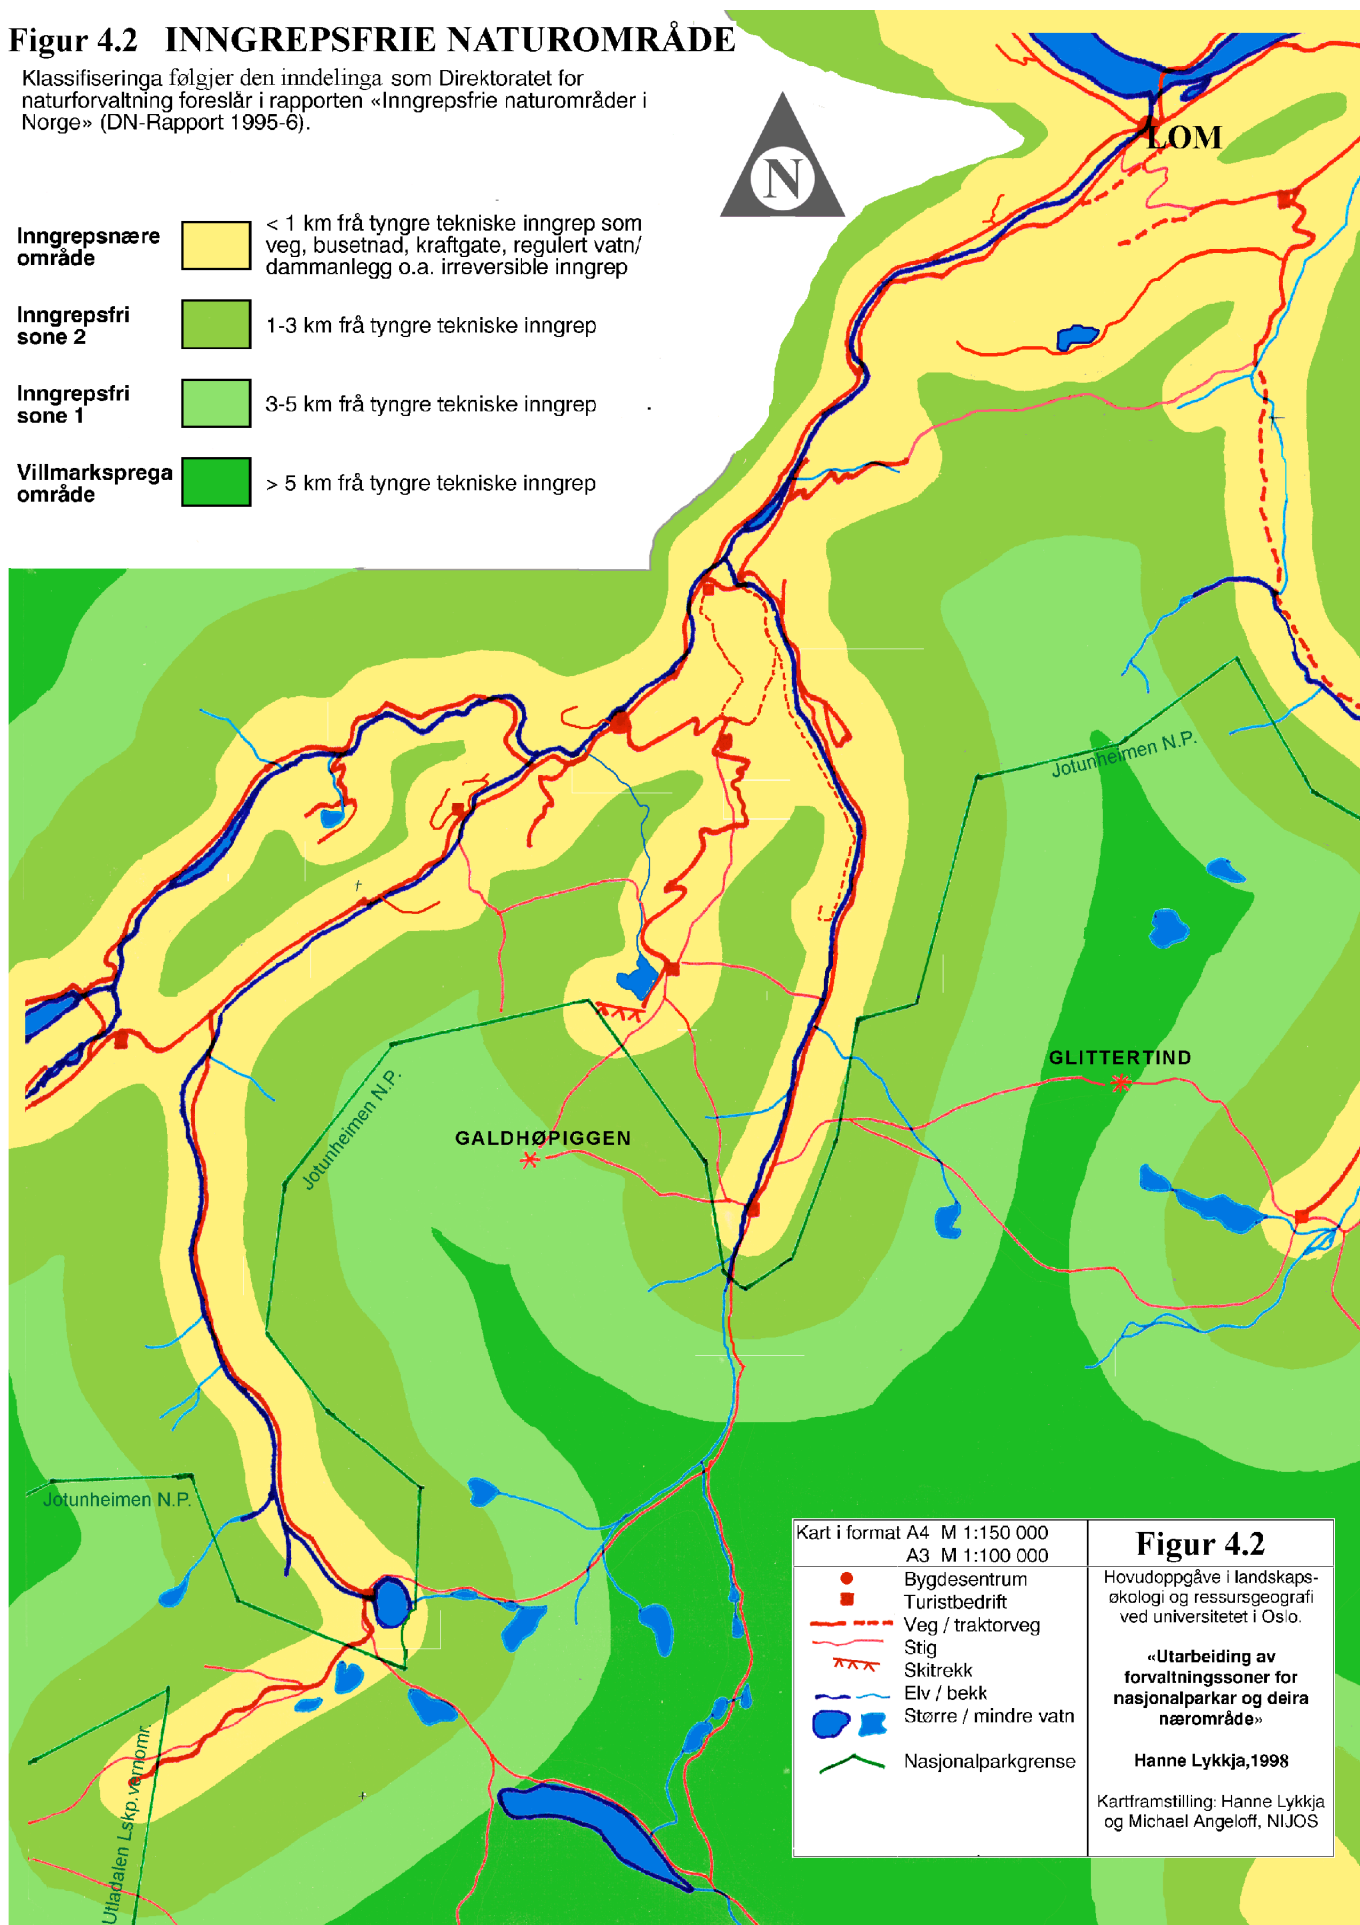 Figur 4.2 INNGREPSFRIE NATUROMRÅDE
Klassifiseringa følgjer den inndelinga som Direktoratet for
naturforvaltning foreslår i rapporten «Inngrepsfrie naturområder i
Norge» (DN-Rapport 1995-6).
N
LOM
Inngrepsnære
område
< 1 km frå tyngre tekniske inngrep som
veg, busetnad, kraftgate, regulert vatn/
dammanlegg o.a. irreversible inngrep
Inngrepsfri
sone 2
1-3 km frå tyngre tekniske inngrep
Inngrepsfri
sone 1
3-5 km frå tyngre tekniske inngrep
Villmarksprega
område
> 5 km frå tyngre tekniske inngrep
Jotunheimen N.P.
GLITTERTIND
Jotunheimen N.P.
GALDHØPIGGEN
Jotunheimen N.P.
Utladalen Lskp.vernomr.
Kart i format A4 M 1:150 000
A3 M 1:100 000
Bygdesentrum
Turistbedrift
Veg / traktorveg
Stig
Skitrekk
Elv / bekk
Større / mindre vatn
Nasjonalparkgrense
Figur 4.2
Hovudoppgåve i landskaps-
økologi og ressursgeografi
ved universitetet i Oslo.
«Utarbeiding av
forvaltningssoner for
nasjonalparkar og deira
nærområde»
Hanne Lykkja,1998
Kartframstilling: Hanne Lykkja
og Michael Angeloff, NIJOS